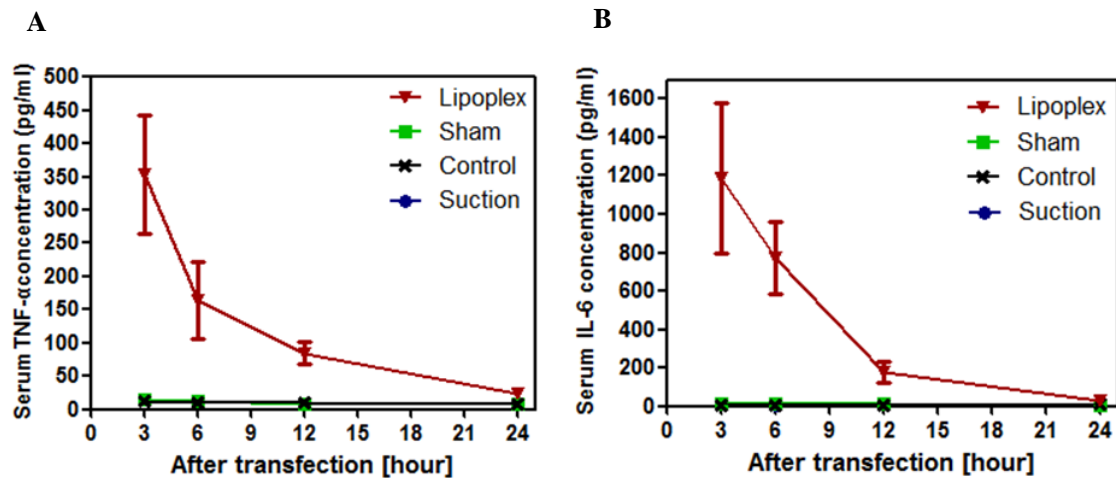 A
Serum TNF-αconcentration (pg/ml)
500
450
400
350
300
250
200
150
100
50
0
Lipoplex
Sham
Control
Suction
0 3 6 9 12 15 18 21 24
After transfection [hour]
B
Serum IL-6 concentration (pg/ml)
1600
1400
1200
1000
800
600
400
200
0
Lipoplex
Sham
Control
Suction
0 3 6 9 12 15 18 21 24
After transfection [hour]